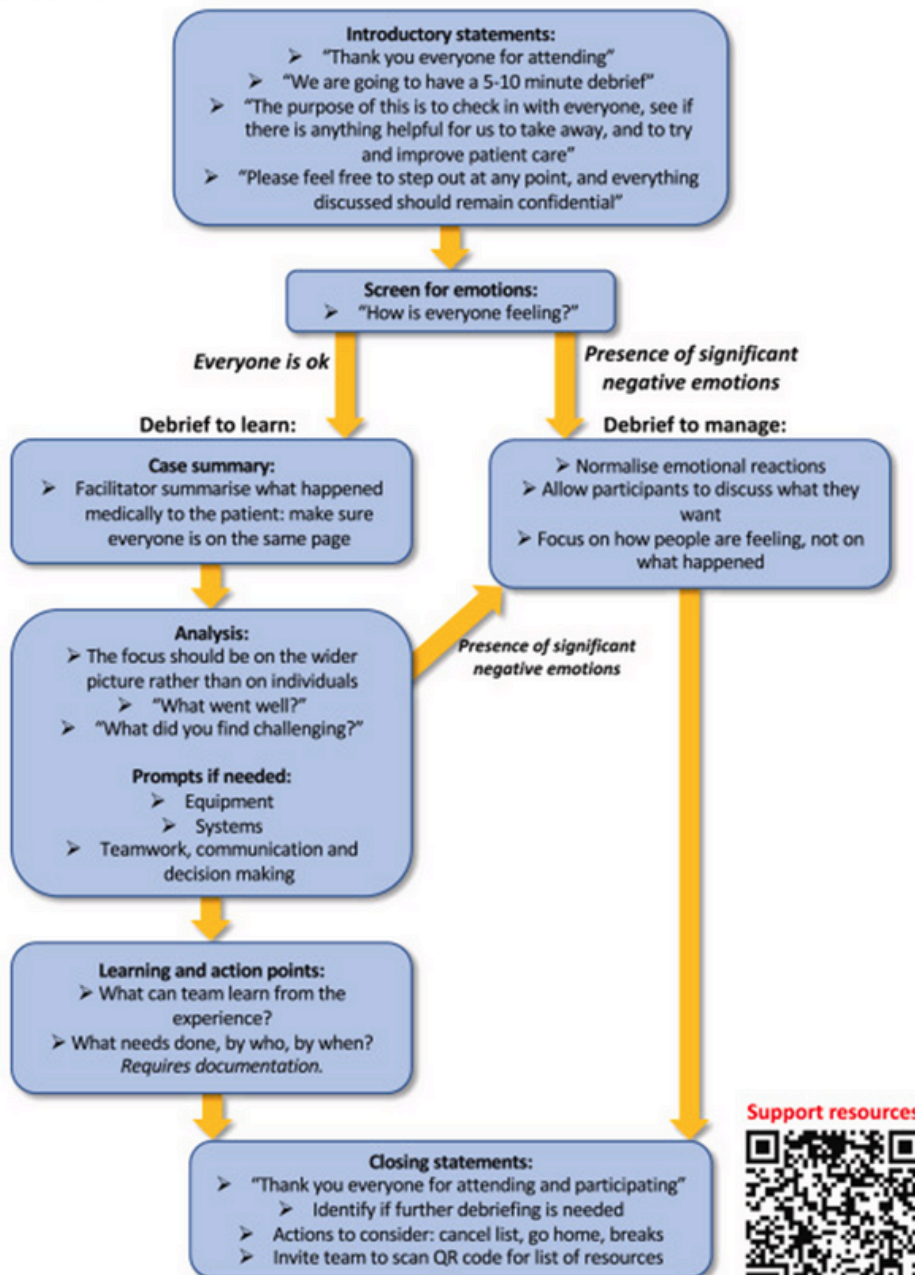 Introductory statements:
➢ “Thank you everyone for attending”
➢ “We are going to have a 5-10 minute debrief”
➢ “The purpose of this is to check in with everyone, see if
there is anything helpful for us to take away, and to try
and improve patient care”
➢ “Please feel free to step out at any point, and everything
discussed should remain confidential”
Screen for emotions:
➢ “How is everyone feeling?”
Everyone is ok
Presence of significant
negative emotions
Debrief to learn:
Case summary:
➢ Facilitator summarise what happened
medically to the patient: make sure
everyone is on the same page
Debrief to manage:
➢ Normalise emotional reactions
➢ Allow participants to discuss what they
want
➢ Focus on how people are feeling, not on
what happened
Analysis:
➢ The focus should be on the wider
picture rather than on individuals
➢ “What went well?”
➢ “What did you find challenging?”
Prompts if needed:
➢ Equipment
➢ Systems
➢ Teamwork, communication and
decision making
Presence of significant
negative emotions
Learning and action points:
➢ What can team learn from the
experience?
➢ What needs done, by who, by when?
Requires documentation.
Closing statements:
➢ “Thank you everyone for attending and participating”
➢ Identify if further debriefing is needed
➢ Actions to consider: cancel list, go home, breaks
➢ Invite team to scan QR code for list of resources
Support resources